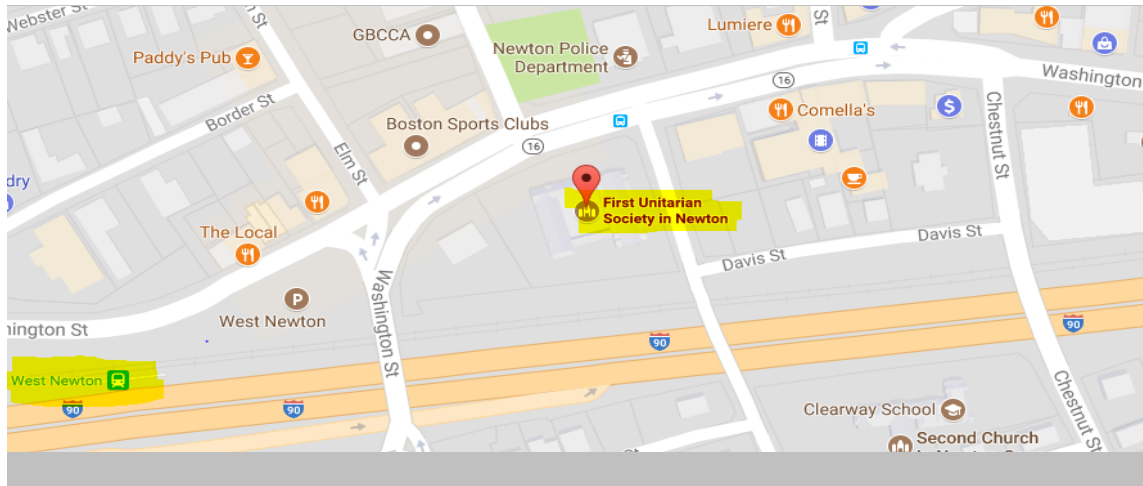 Webster St
GBCCA
Lumiere
St
Paddy's Pub
Newton Police
Department
16
Washington
Border St
Comella's
$
Boston Sports Clubs
16
Chestnut St
Elm St
dry
First Unitarian
Society in Newton
The Local
Davis St
Davis St
Washington St
P
West Newton
hington St
90
90
West Newton
90
90
Chestnut St
Clearway School
Second Church
St